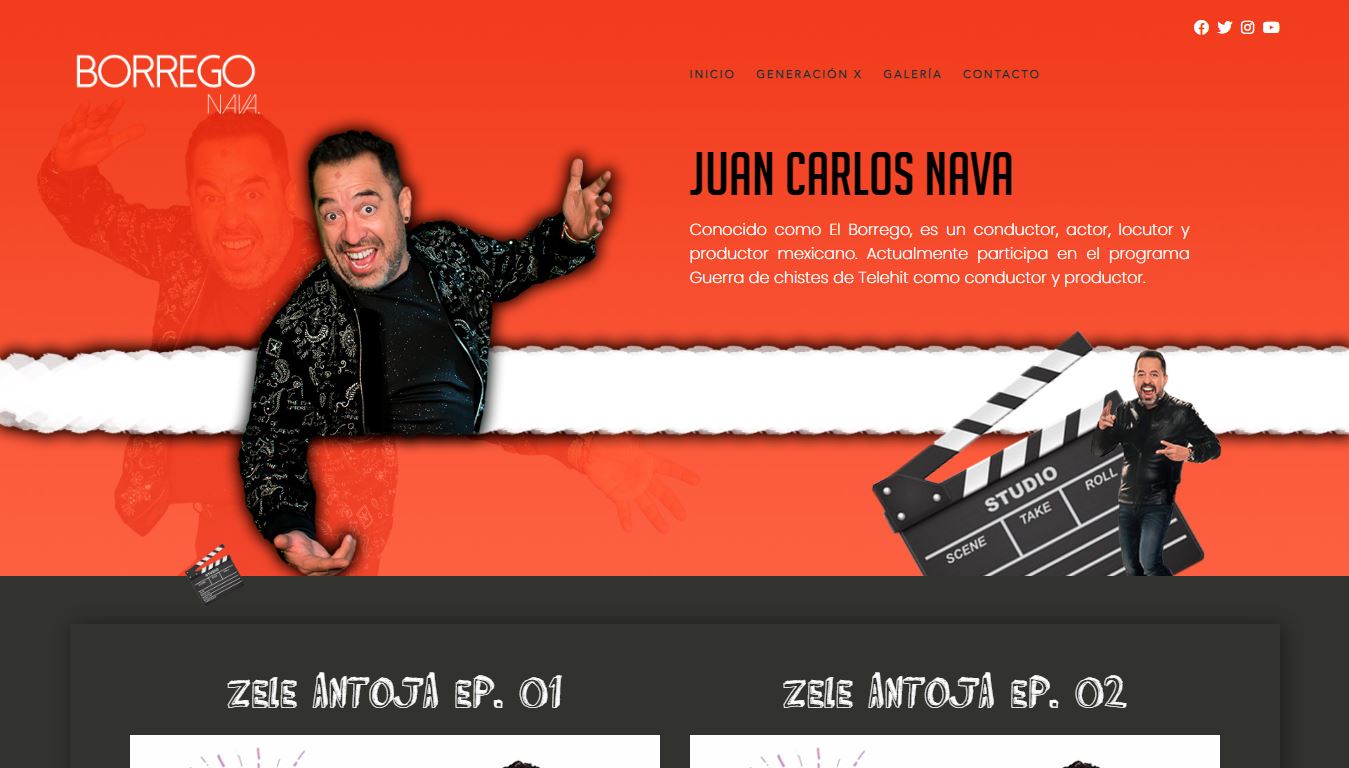 BORREGO
NAVA.
INICIO GENERACIÓN X GALERÍA CONTACTO
JUAN CARLOS NAVA
Conocido como El Borrego, es un conductor, actor, locutor y
productor mexicano. Actualmente participa en el programa
Guerra de chistes de Telehit como conductor y productor.
STUDIO
SCENE TAKE ROLL
STUDIO
ZELE ANTOJA EP. 01
ZELE ANTOJA EP. 02